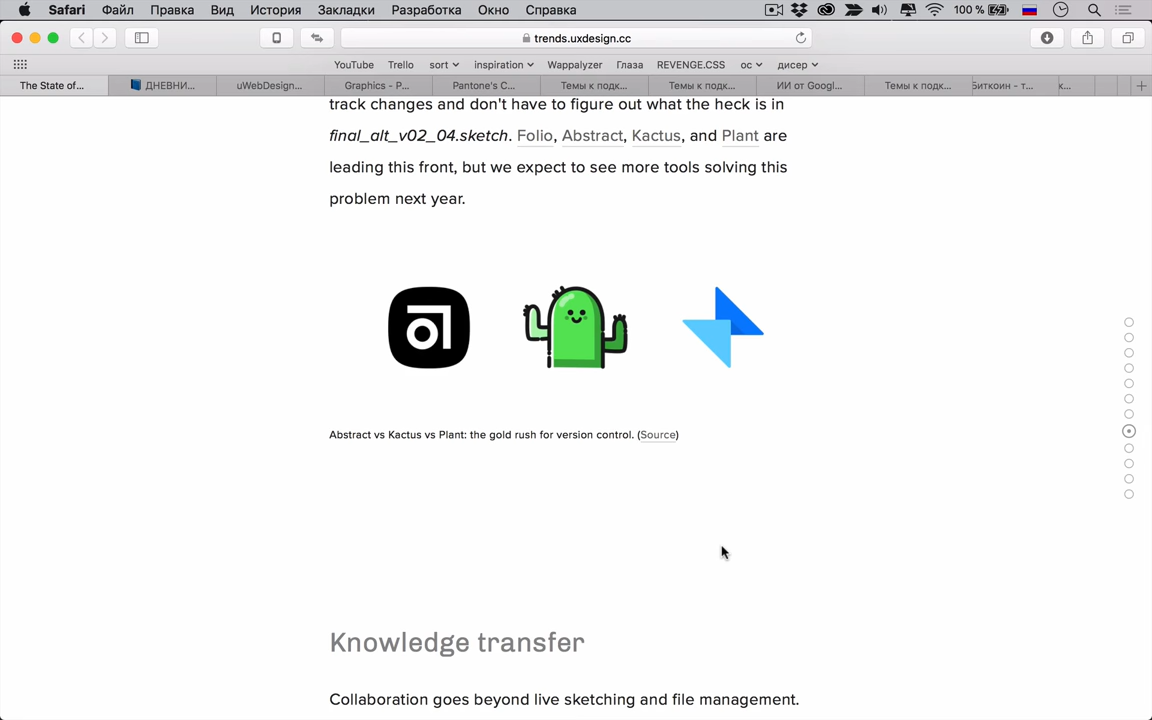 Safari Файл Правка Вид История Закладки Разработка Окно Справка 100 %
trends.uxdesign.cc
YouTube Trello sort inspiration Wappalyzer Глаза REVENGE.CSS ос дисер
The State of... ДНЕВНИ... uWebDesign... Graphics - P... Pantone's C... Темы к подк... Темы к подк... ИИ от Googl... Темы к подк... Биткоин - т... к...
track changes and don't have to figure out what the heck is in
final_alt_v02_04.sketch. Folio, Abstract, Kactus, and Plant are
leading this front, but we expect to see more tools solving this
problem next year.
Abstract vs Kactus vs Plant: the gold rush for version control. (Source)
Knowledge transfer
Collaboration goes beyond live sketching and file management.